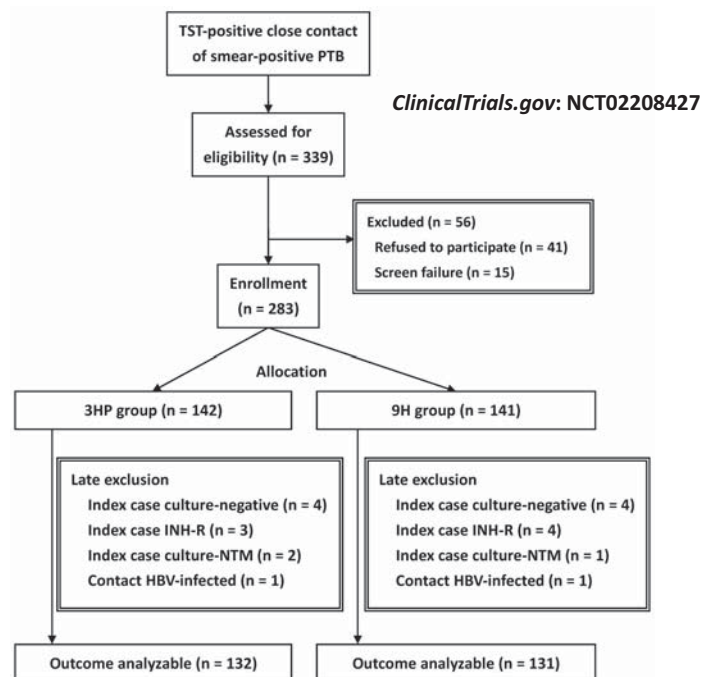 TST-positive close contact
of smear-positive PTB
ClinicalTrials.gov: NCT02208427
Assessed for
eligibility (n = 339)
Excluded (n = 56)
Refused to participate (n = 41)
Screen failure (n = 15)
Enrollment
(n = 283)
Allocation
3HP group (n = 142)
9H group (n = 141)
Late exclusion
Index case culture-negative (n = 4)
Index case INH-R (n = 3)
Index case culture-NTM (n = 2)
Contact HBV-infected (n = 1)
Late exclusion
Index case culture-negative (n = 4)
Index case INH-R (n = 4)
Index case culture-NTM (n = 1)
Contact HBV-infected (n = 1)
Outcome analyzable (n = 132)
Outcome analyzable (n = 131)